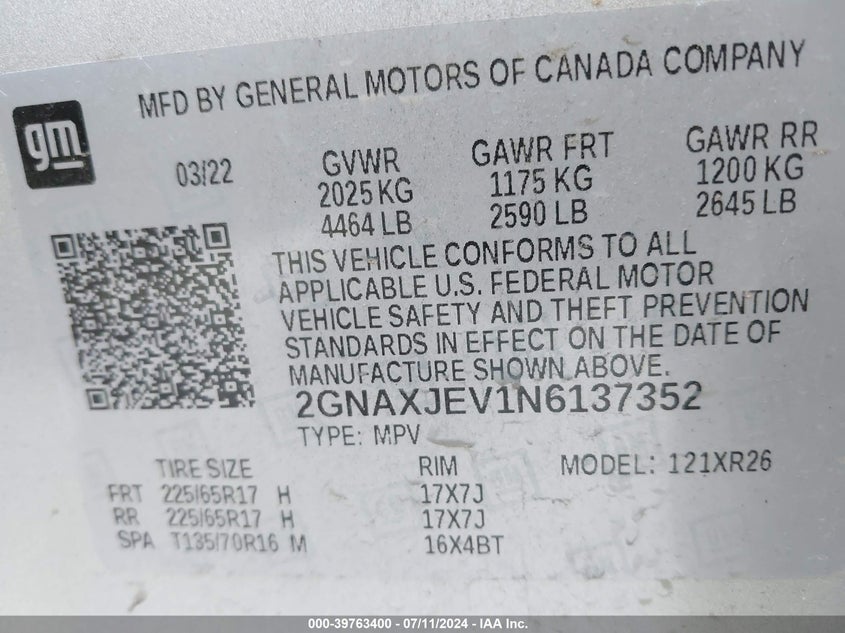 MFD BY GENERAL MOTORS OF CANADA COMPANY
gm
03/22 GVWR GAWR FRT GAWR RR
2025 KG 1175 KG 1200 KG
4464 LB 2590 LB 2645 LB
THIS VEHICLE CONFORMS TO ALL
APPLICABLE U.S. FEDERAL MOTOR
VEHICLE SAFETY AND THEFT PREVENTION
STANDARDS IN EFFECT ON THE DATE OF
MANUFACTURE SHOWN ABOVE.
2GNAXJEV1N6137352
TYPE: MPV
TIRE SIZE RIM MODEL: 121XR26
FRT 225/65R17 H 17X7J
RR 225/65R17 H 17X7J
SPA T135/70R16 M 16X4BT
000-39763400 - 07/11/2024 - IAA Inc.